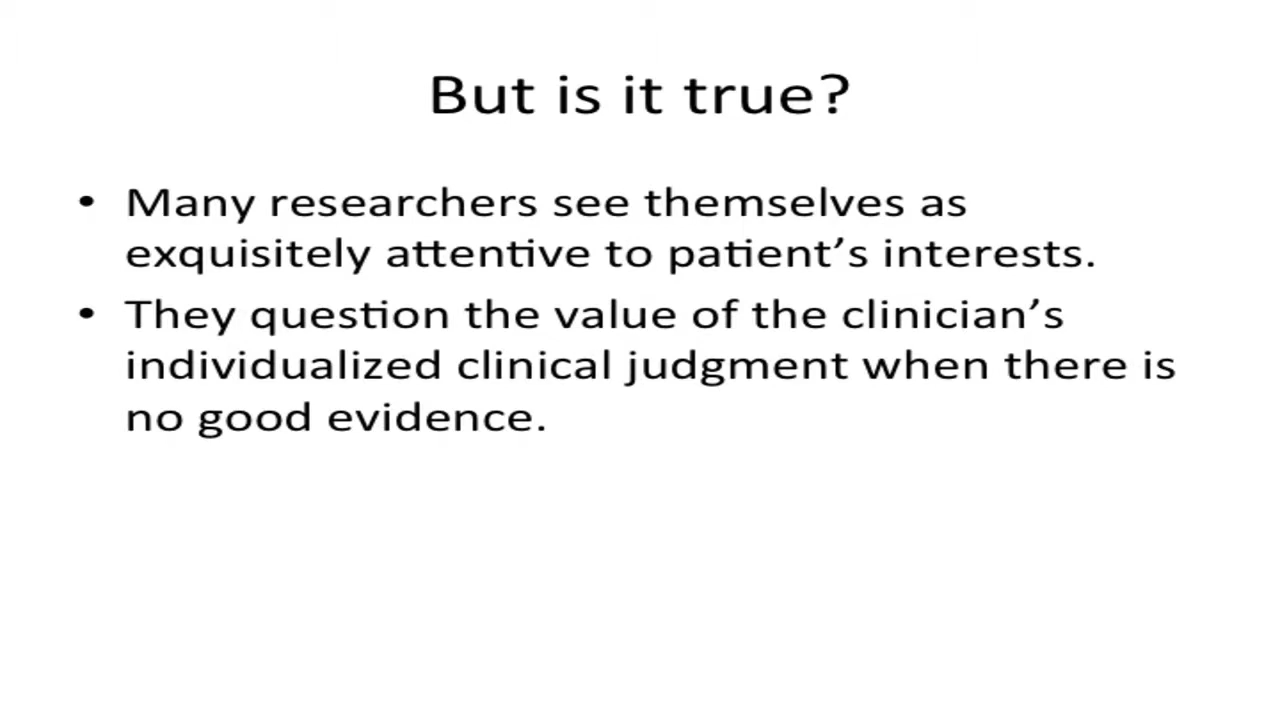 But is it true?
• Many researchers see themselves as
exquisitely attentive to patient’s interests.
• They question the value of the clinician’s
individualized clinical judgment when there is
no good evidence.